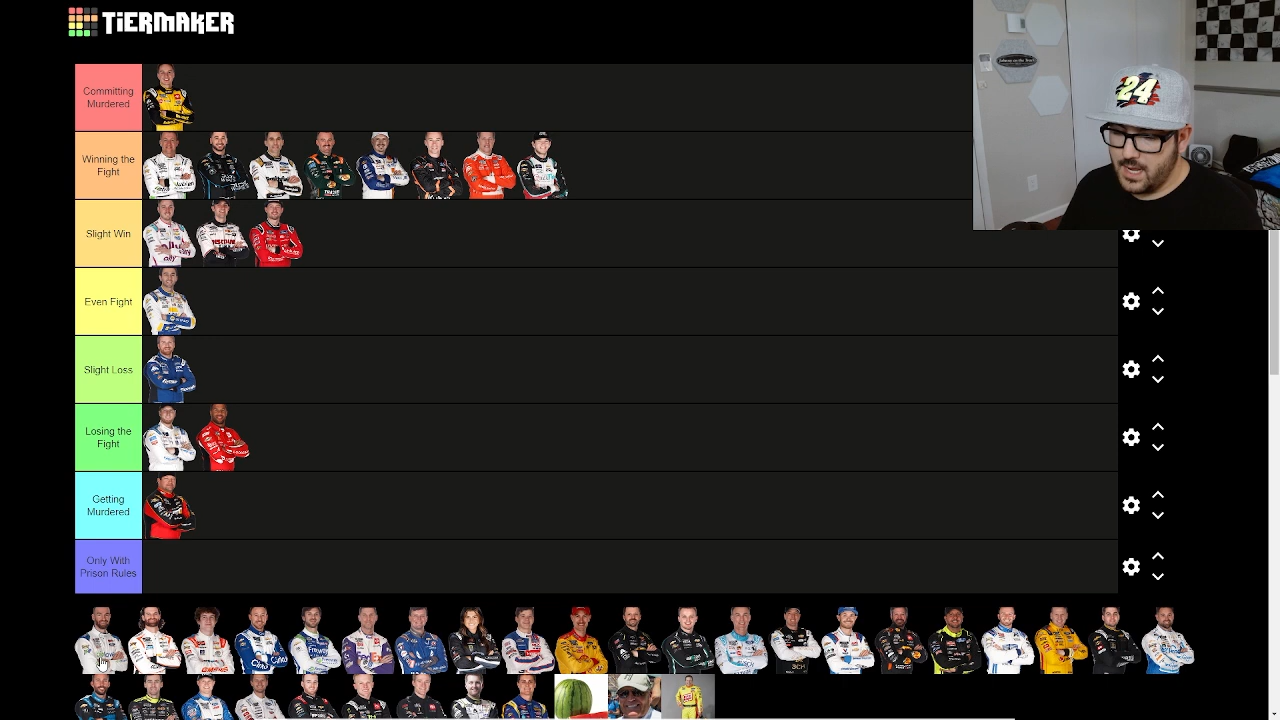 TiERMAKER
24
Committing
Murdered
Winning the
Fight
Slight Win
ally
Even Fight
Slight Loss
Losing the
Fight
Getting
Murdered
Only With
Prison Rules